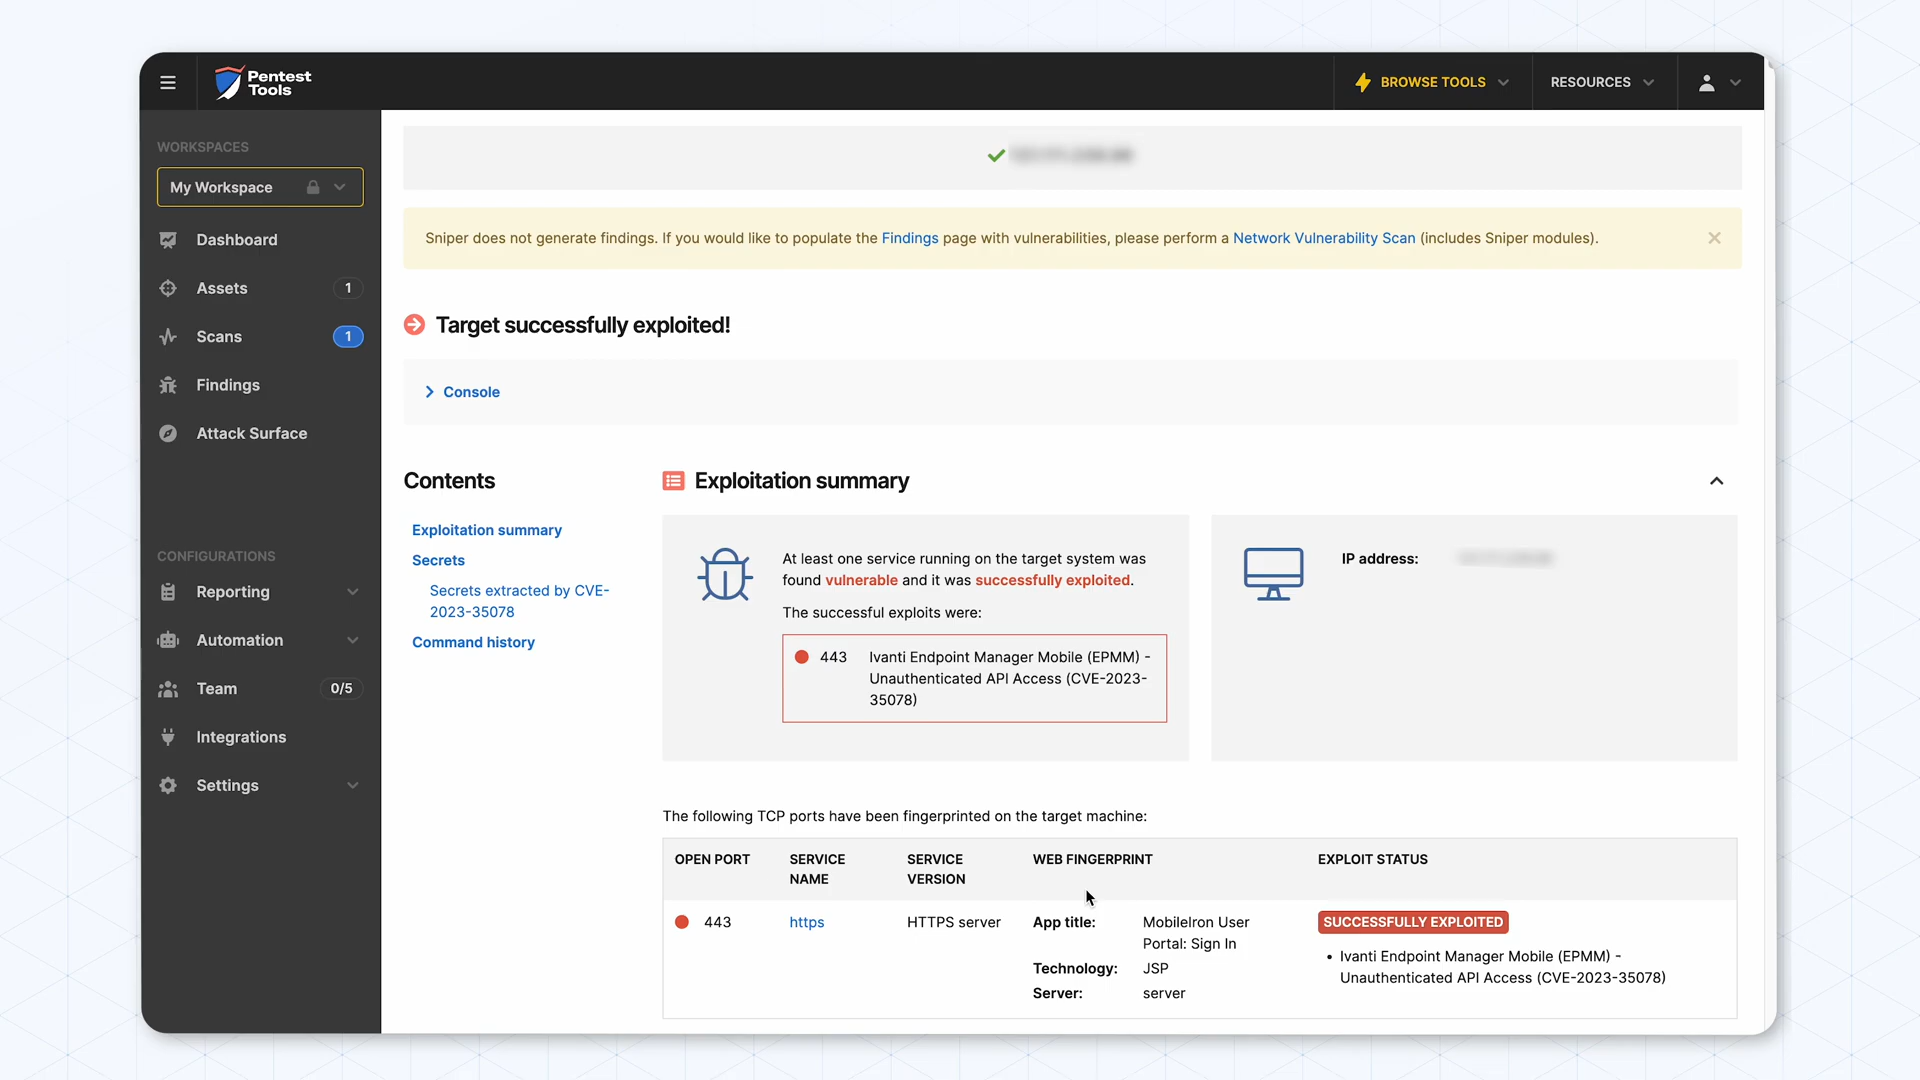 Pentest
Tools
BROWSE TOOLS
RESOURCES
WORKSPACES
My Workspace
Dashboard
Assets 1
Scans 1
Findings
Attack Surface
CONFIGURATIONS
Reporting
Automation
Team 0/5
Integrations
Settings
Sniper does not generate findings. If you would like to populate the Findings page with vulnerabilities, please perform a Network Vulnerability Scan (includes Sniper modules).
Target successfully exploited!
Console
Contents
Exploitation summary
Secrets
Secrets extracted by CVE-
2023-35078
Command history
Exploitation summary
At least one service running on the target system was
found vulnerable and it was successfully exploited.
The successful exploits were:
443 Ivanti Endpoint Manager Mobile (EPMM) -
Unauthenticated API Access (CVE-2023-
35078)
IP address:
The following TCP ports have been fingerprinted on the target machine:
OPEN PORT SERVICE NAME SERVICE VERSION WEB FINGERPRINT EXPLOIT STATUS
443 https HTTPS server
App title: MobileIron User
Portal: Sign In
Technology: JSP
Server: server
SUCCESSFULLY EXPLOITED
• Ivanti Endpoint Manager Mobile (EPMM) -
Unauthenticated API Access (CVE-2023-35078)